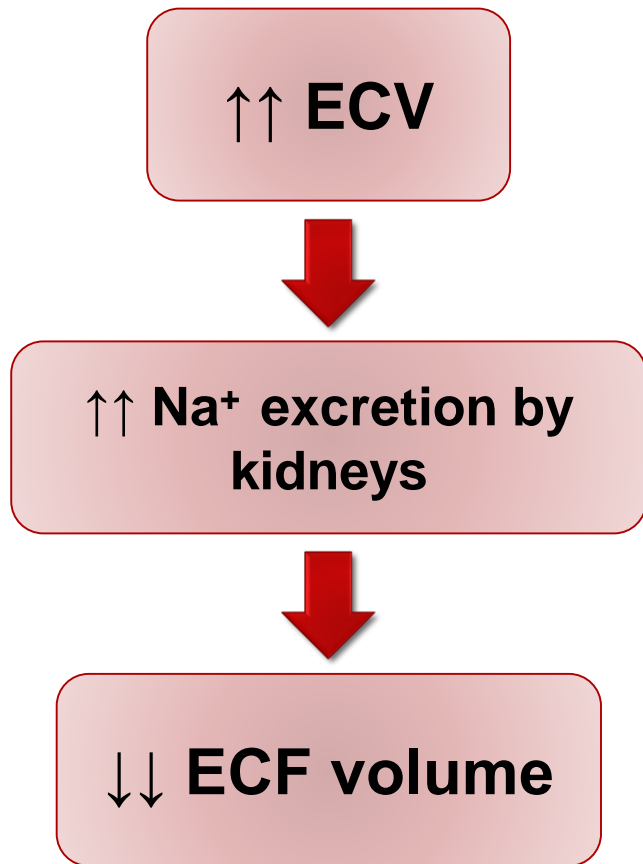 ↑↑ ECV
↑↑ Na⁺ excretion by
kidneys
↓↓ ECF volume